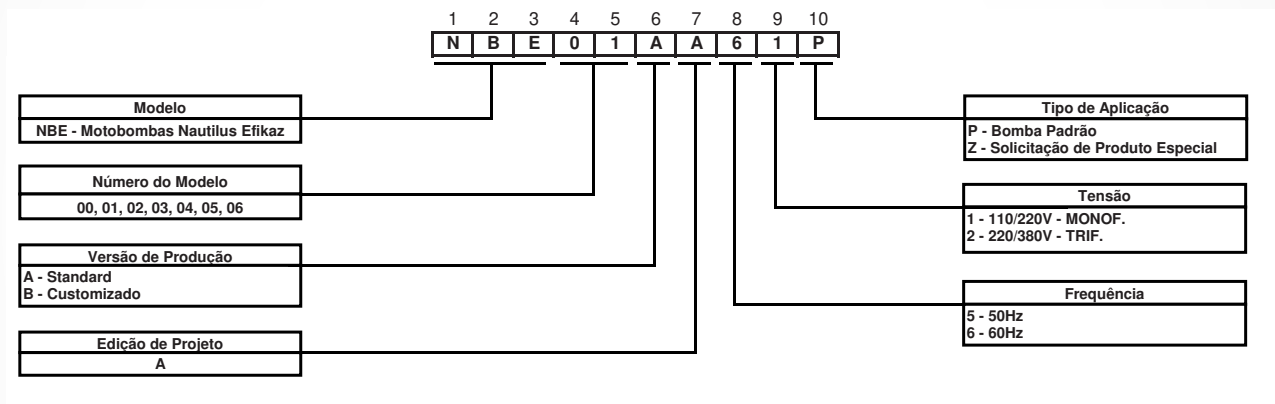 1 2 3 4 5 6 7 8 9 10
N B E 0 1 A A 6 1 P
Modelo
NBE - Motobombas Nautilus Efikaz
Número do Modelo
00, 01, 02, 03, 04, 05, 06
Versão de Produção
A - Standard
B - Customizado
Edição de Projeto
A
Tipo de Aplicação
P - Bomba Padrão
Z - Solicitação de Produto Especial
Tensão
1 - 110/220V - MONOF.
2 - 220/380V - TRIF.
Frequência
5 - 50Hz
6 - 60Hz